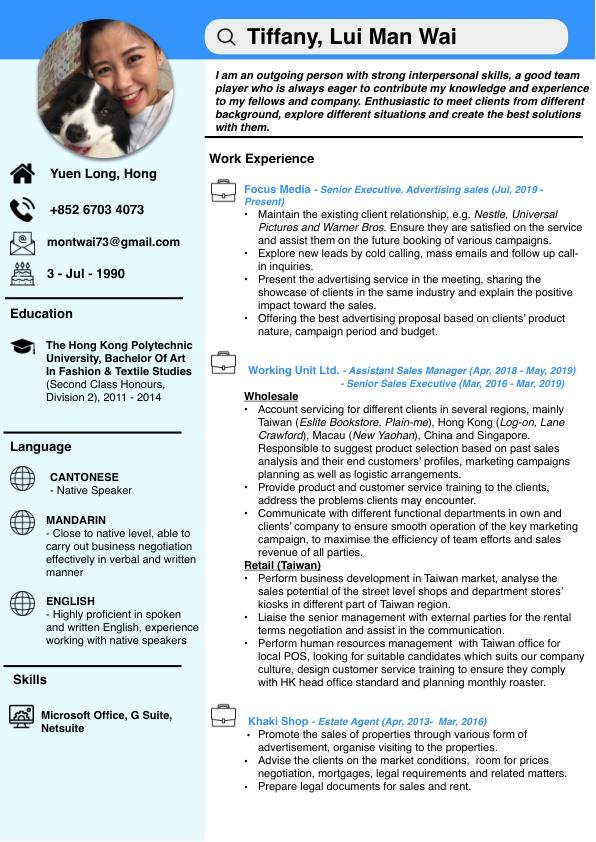 Tiffany, Lui Man Wai
I am an outgoing person with strong interpersonal skills, a good team
player who is always eager to contribute my knowledge and experience
to my fellows and company. Enthusiastic to meet clients from different
background, explore different situations and create the best solutions
with them.
Yuen Long, Hong
+852 6703 4073
montwai73@gmail.com
3 - Jul - 1990
Education
The Hong Kong Polytechnic
University, Bachelor Of Art
In Fashion & Textile Studies
(Second Class Honours,
Division 2), 2011 - 2014
Language
CANTONESE
- Native Speaker
MANDARIN
- Close to native level, able to
carry out business negotiation
effectively in verbal and written
manner
ENGLISH
- Highly proficient in spoken
and written English, experience
working with native speakers
Skills
Microsoft Office, G Suite,
Netsuite
Work Experience
Focus Media - Senior Executive, Advertising sales (Jul, 2019 -
Present)
• Maintain the existing client relationship, e.g. Nestle, Universal
Pictures and Warner Bros. Ensure they are satisfied on the service
and assist them on the future booking of various campaigns.
• Explore new leads by cold calling, mass emails and follow up call-
in inquiries.
• Present the advertising service in the meeting, sharing the
showcase of clients in the same industry and explain the positive
impact toward the sales.
• Offering the best advertising proposal based on clients' product
nature, campaign period and budget.
Working Unit Ltd. - Assistant Sales Manager (Apr, 2018 - May, 2019)
- Senior Sales Executive (Mar, 2016 - Mar, 2019)
Wholesale
• Account servicing for different clients in several regions, mainly
Taiwan (Eslite Bookstore, Plain-me), Hong Kong (Log-on, Lane
Crawford), Macau (New Yaohan), China and Singapore.
Responsible to suggest product selection based on past sales
analysis and their end customers' profiles, marketing campaigns
planning as well as logistic arrangements.
• Provide product and customer service training to the clients,
address the problems clients may encounter.
• Communicate with different functional departments in own and
clients' company to ensure smooth operation of the key marketing
campaign, to maximise the efficiency of team efforts and sales
revenue of all parties.
Retail (Taiwan)
• Perform business development in Taiwan market, analyse the
sales potential of the street level shops and department stores'
kiosks in different part of Taiwan region.
• Liaise the senior management with external parties for the rental
terms negotiation and assist in the communication.
• Perform human resources management with Taiwan office for
local POS, looking for suitable candidates which suits our company
culture, design customer service training to ensure they comply
with HK head office standard and planning monthly roaster.
Khaki Shop - Estate Agent (Apr, 2013- Mar, 2016)
• Promote the sales of properties through various form of
advertisement, organise visiting to the properties.
• Advise the clients on the market conditions, room for prices
negotiation, mortgages, legal requirements and related matters.
• Prepare legal documents for sales and rent.